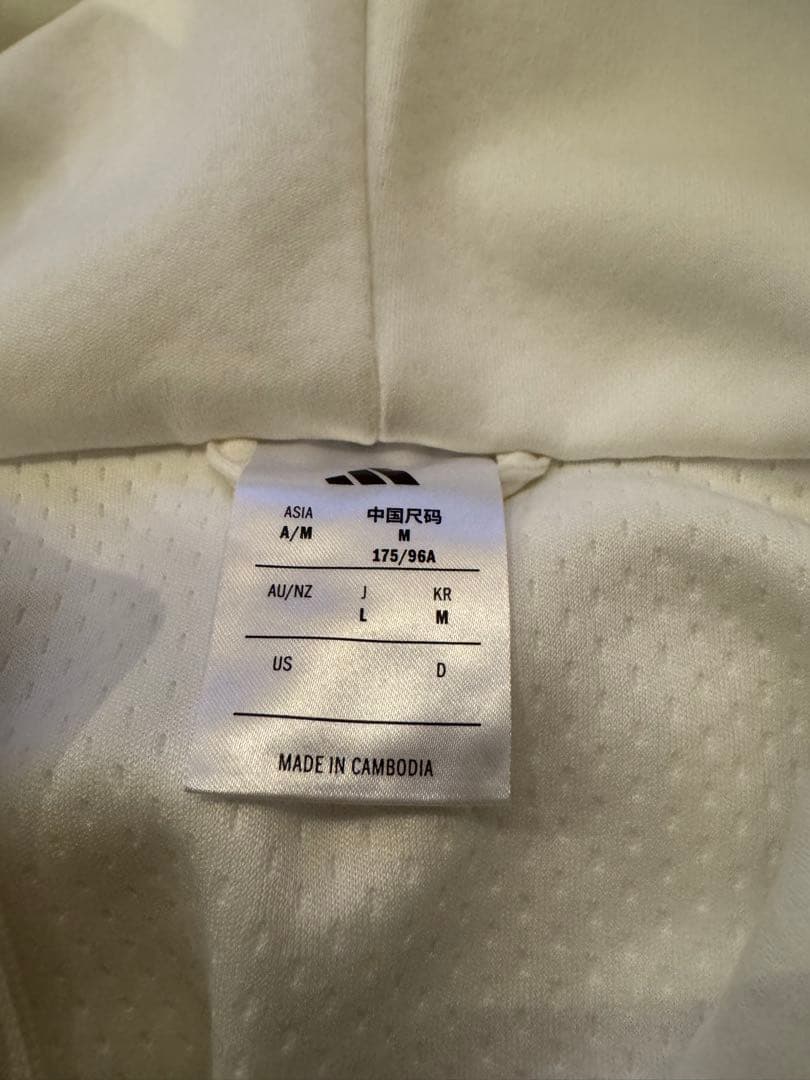 ASIA 中国尺码
A/M M
175/96A
AU/NZ J KR
L M
US D
MADE IN CAMBODIA